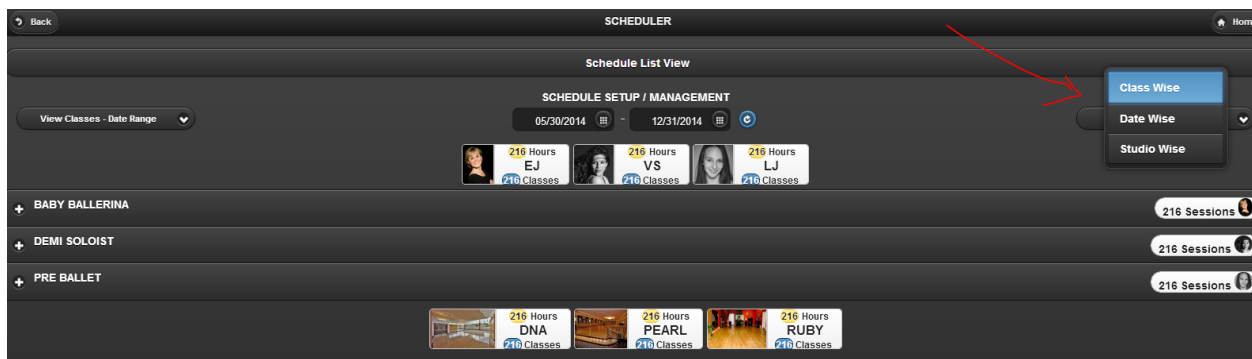 Back
SCHEDULER
Hom
Schedule List View
SCHEDULE SETUP / MANAGEMENT
View Classes - Date Range
05/30/2014 - 12/31/2014
Class Wise
Date Wise
Studio Wise
216 Hours
EJ
216 Classes
216 Hours
VS
216 Classes
216 Hours
LJ
216 Classes
BABY BALLERINA
216 Sessions
DEMI SOLOIST
216 Sessions
PRE BALLET
216 Sessions
216 Hours
DNA
216 Classes
216 Hours
PEARL
216 Classes
216 Hours
RUBY
216 Classes